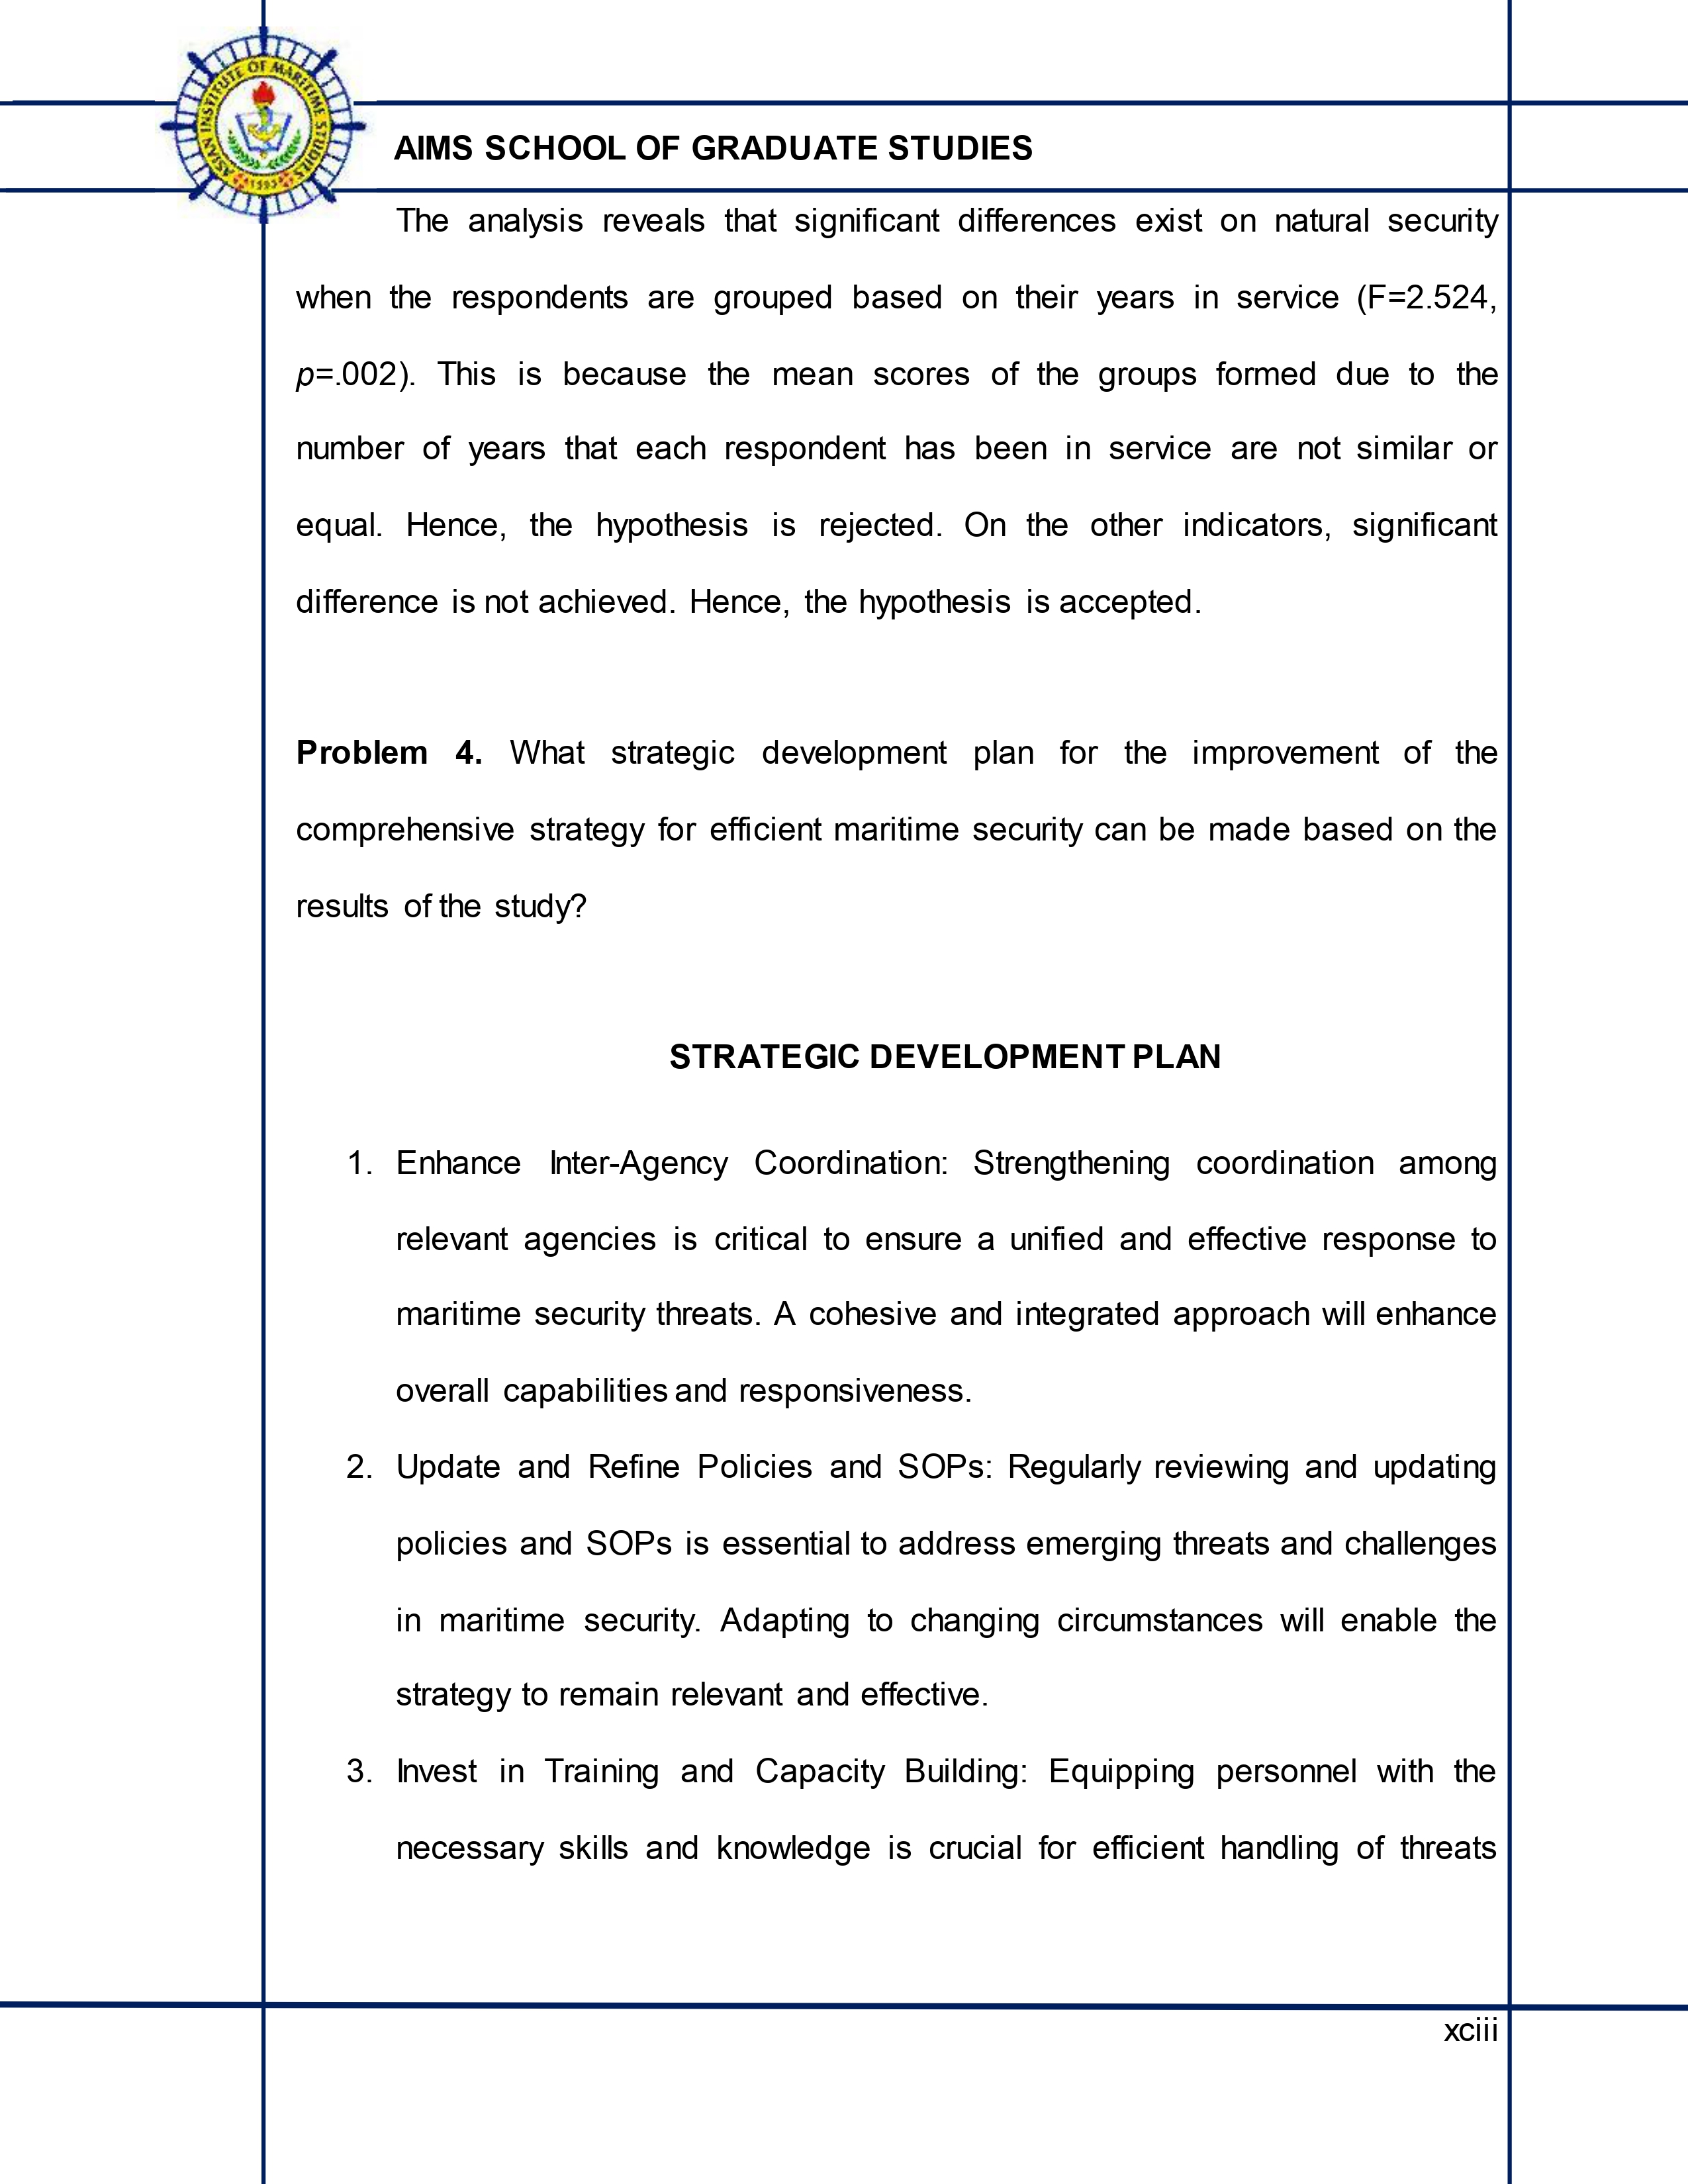 ASIAN INSTITUTE OF MARITIME STUDIES
1993
AIMS SCHOOL OF GRADUATE STUDIES
The analysis reveals that significant differences exist on natural security
when the respondents are grouped based on their years in service (F=2.524,
p=.002). This is because the mean scores of the groups formed due to the
number of years that each respondent has been in service are not similar or
equal. Hence, the hypothesis is rejected. On the other indicators, significant
difference is not achieved. Hence, the hypothesis is accepted.
Problem 4. What strategic development plan for the improvement of the
comprehensive strategy for efficient maritime security can be made based on the
results of the study?
STRATEGIC DEVELOPMENT PLAN
1. Enhance Inter-Agency Coordination: Strengthening coordination among
relevant agencies is critical to ensure a unified and effective response to
maritime security threats. A cohesive and integrated approach will enhance
overall capabilities and responsiveness.
2. Update and Refine Policies and SOPs: Regularly reviewing and updating
policies and SOPs is essential to address emerging threats and challenges
in maritime security. Adapting to changing circumstances will enable the
strategy to remain relevant and effective.
3. Invest in Training and Capacity Building: Equipping personnel with the
necessary skills and knowledge is crucial for efficient handling of threats
xciii